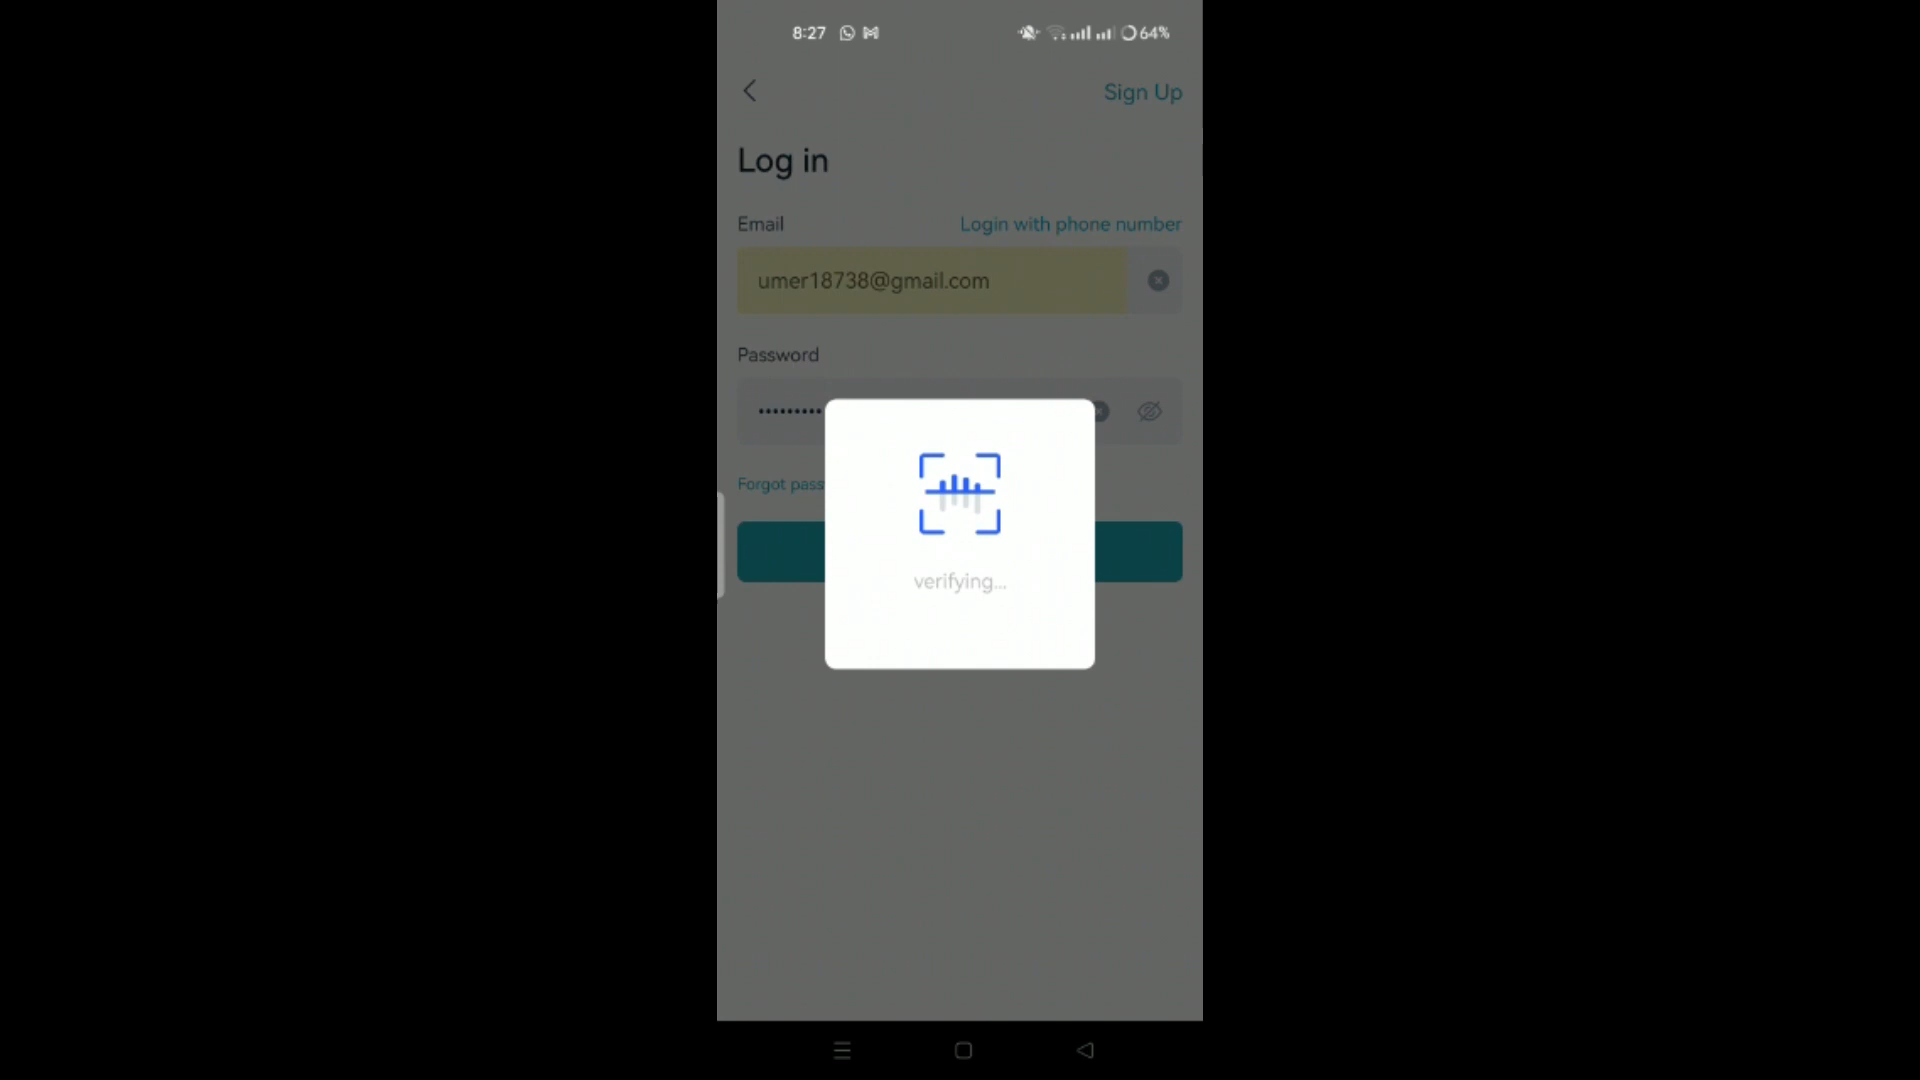 8:27 64%
Sign Up
Log in
Email Login with phone number
umer18738@gmail.com
Password
•••••••••
Forgot pass
verifying...